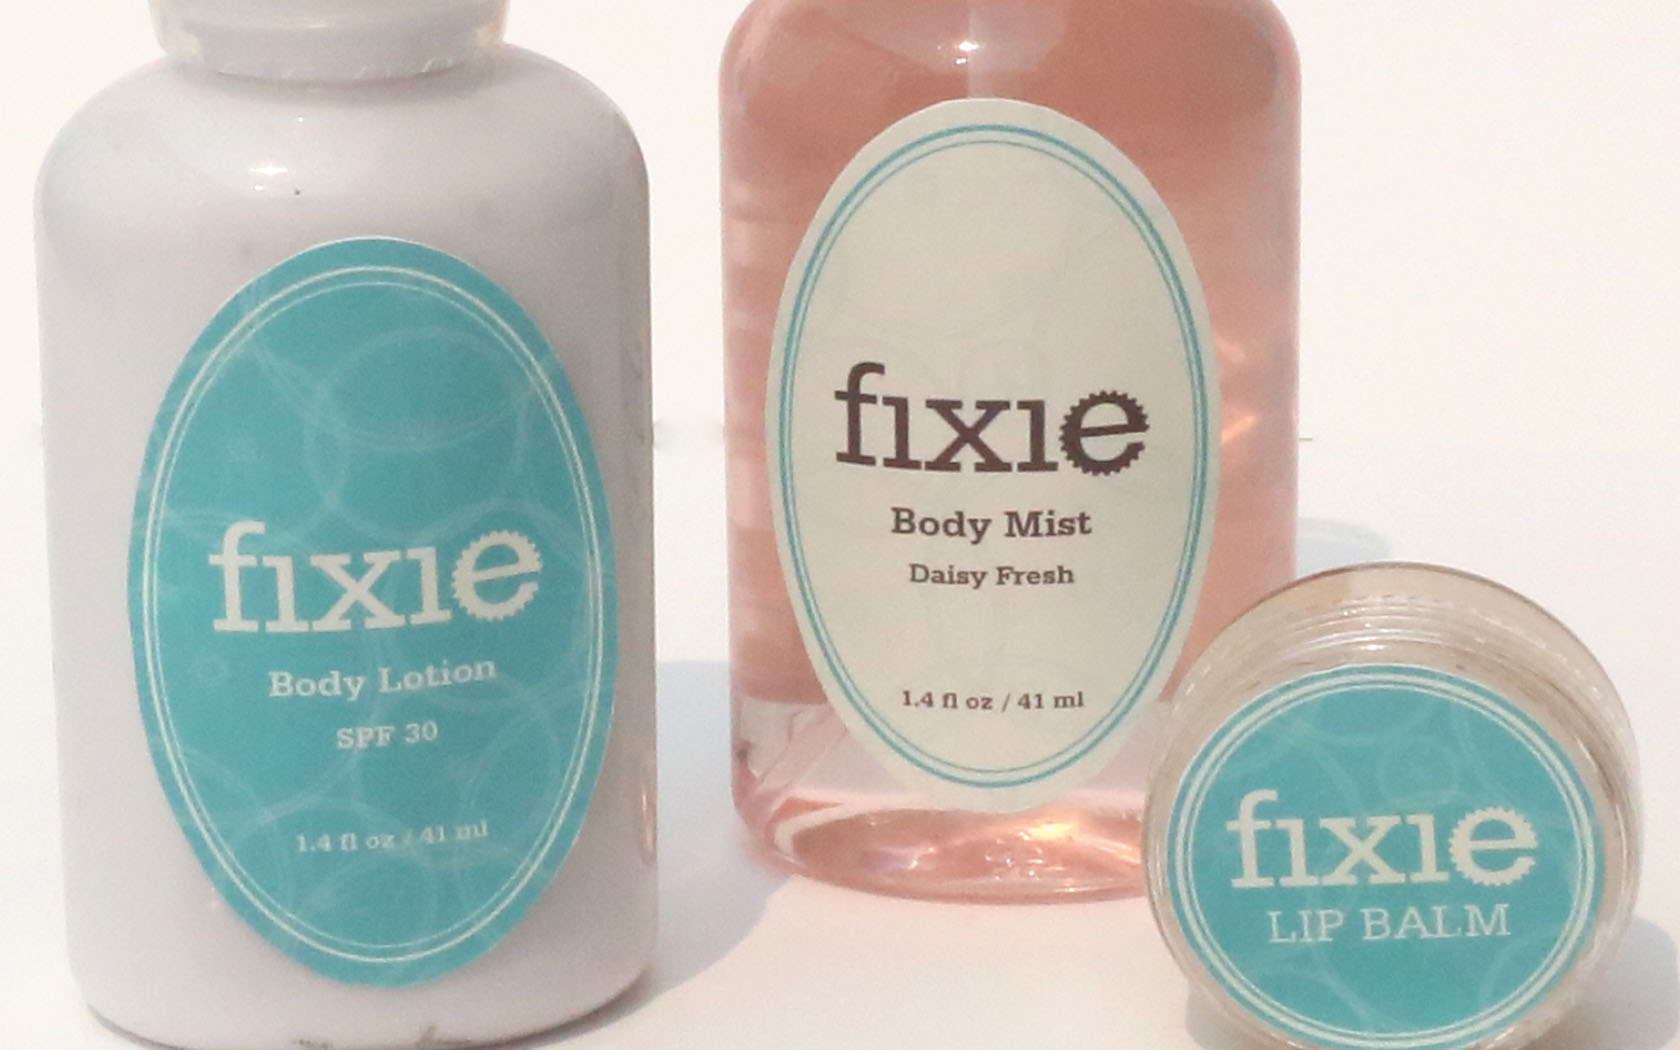 fixie
Body Lotion
SPF 30
1.4 fl oz / 41 ml
fixie
Body Mist
Daisy Fresh
1.4 fl oz / 41 ml
fixie
LIP BALM